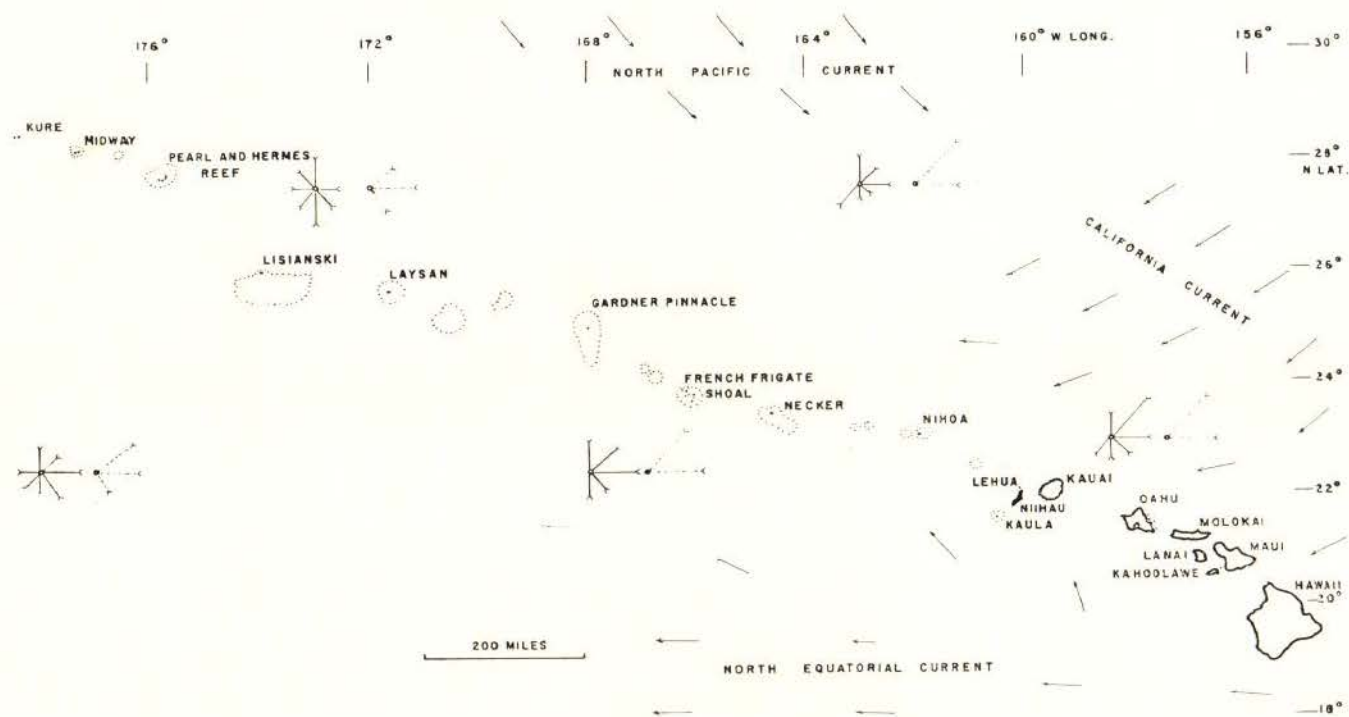 176°
172°
168°
164°
160° W LONG.
156°
30°
NORTH PACIFIC CURRENT
KURE
MIDWAY
PEARL AND HERMES
REEF
28°
N LAT.
CALIFORNIA CURRENT
LISIANSKI
LAYSAN
26°
GARDNER PINNACLE
FRENCH FRIGATE
SHOAL
24°
NECKER
NIHOA
LEHUA
KAUAI
22°
NIIHAU
KAULA
OAHU
MOLOKAI
LANAI
MAUI
KAHOOLAWE
HAWAII
20°
200 MILES
NORTH EQUATORIAL CURRENT
18°